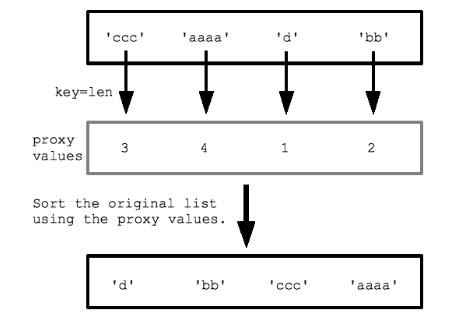 'ccc' 'aaaa' 'd' 'bb'
key=len
proxy
values
3 4 1 2
Sort the original list
using the proxy values.
'd' 'bb' 'ccc' 'aaaa'